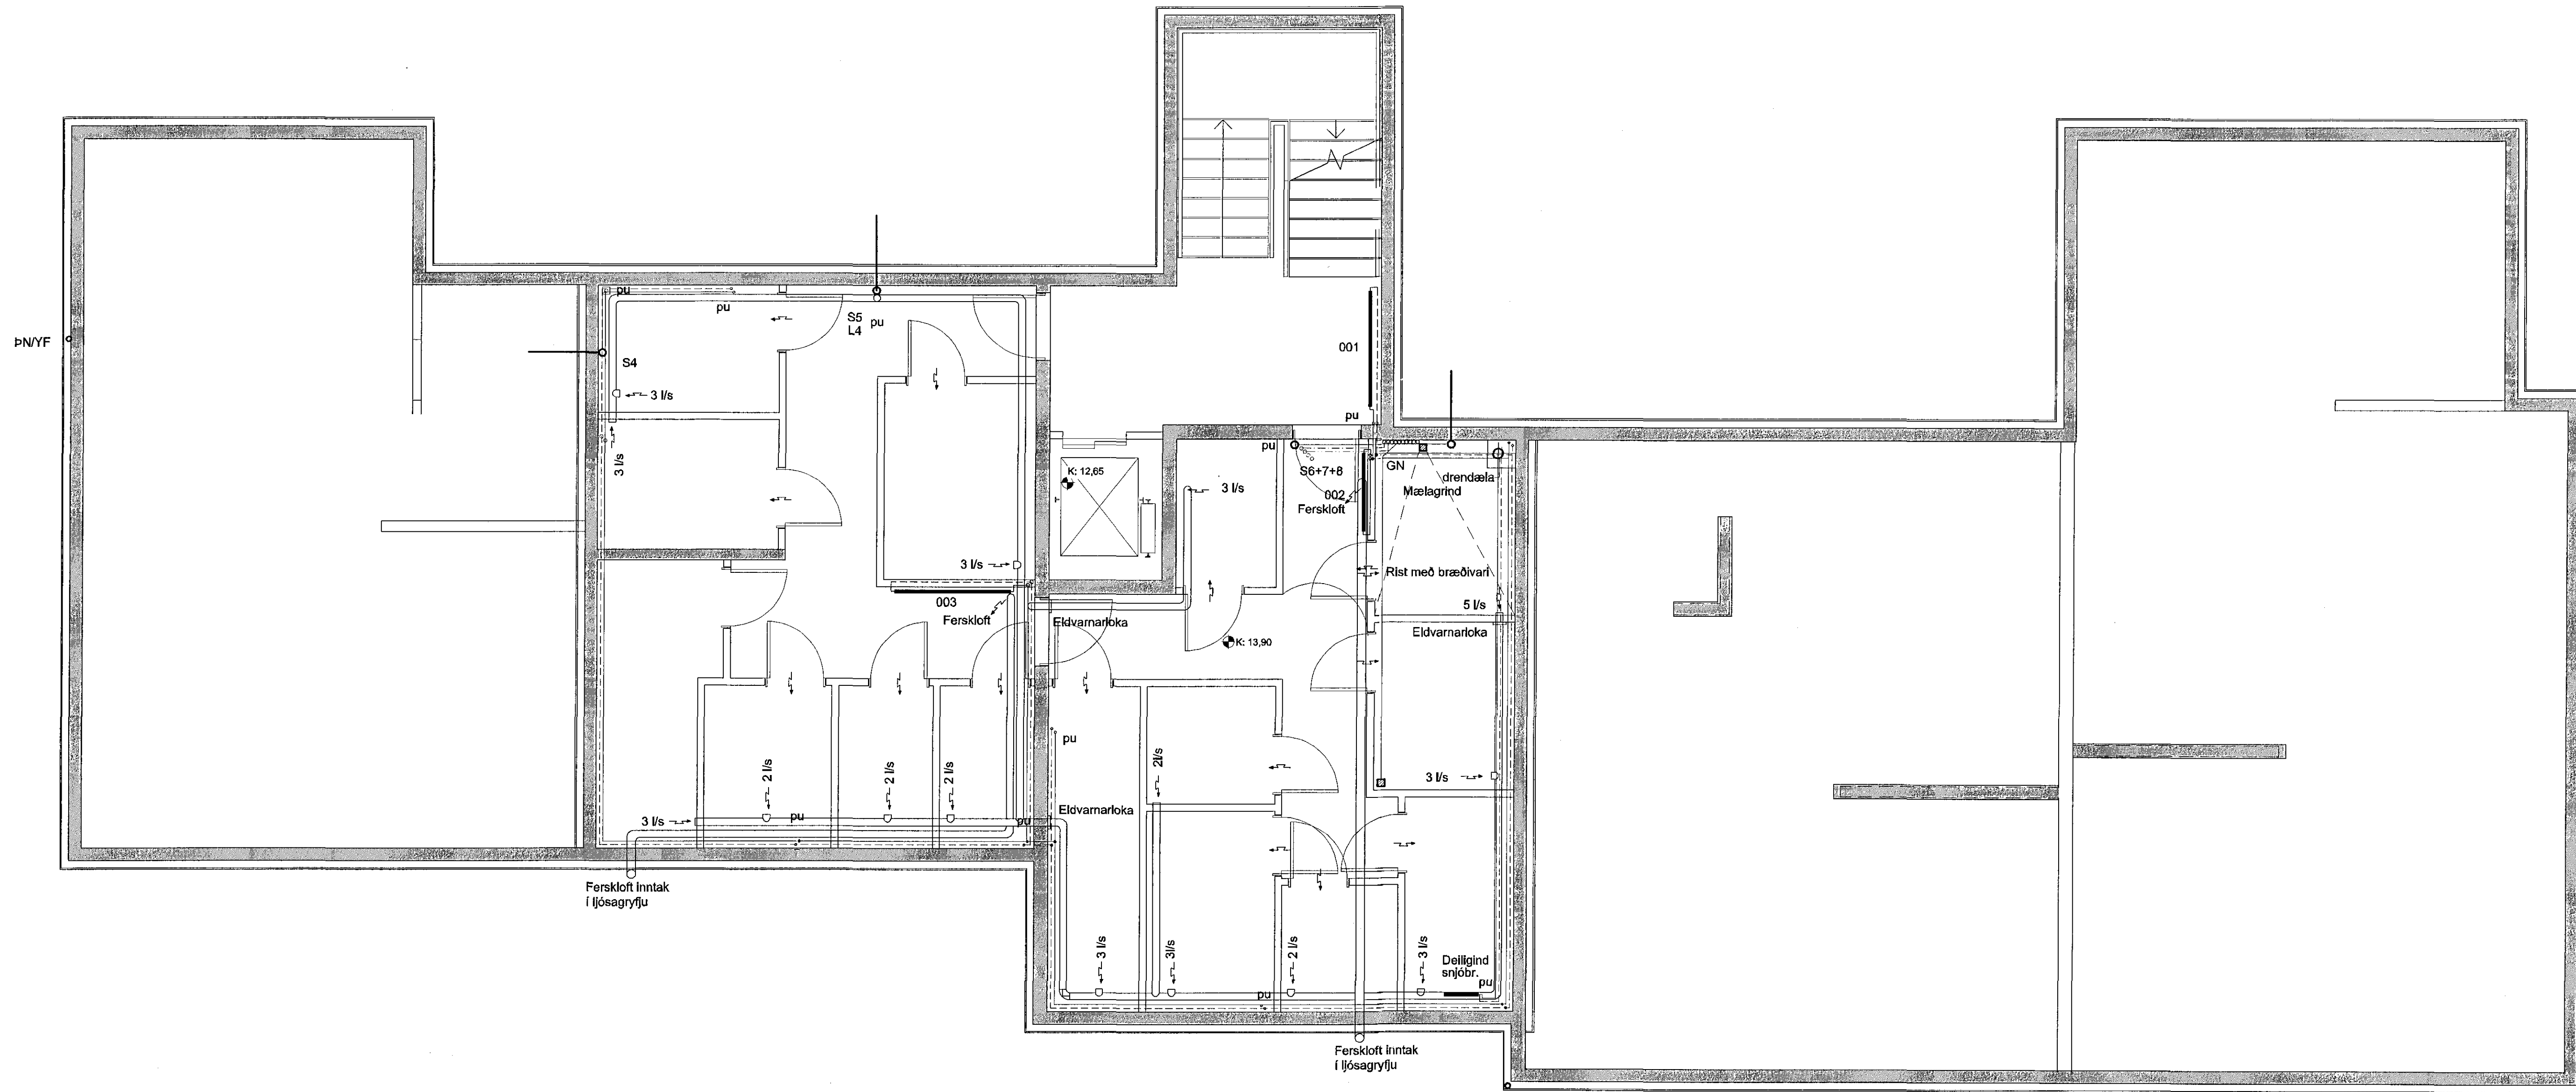 ÞN/YF
pu
pu
S5
L4
pu
S4
3 l/s
3 l/s
001
pu
K: 12,65
3 l/s
pu
S6+7+8
002
Ferskloft
GN
drendæla
Mælagrind
3 l/s
003
Ferskloft
Eldvarnarloka
K: 13,90
Rist með bræðivari
5 l/s
Eldvarnarloka
2 l/s
2 l/s
2 l/s
pu
2l/s
3 l/s
3 l/s
pu
pu
Eldvarnarloka
Ferskloft inntak
í ljósagryfju
3 l/s
3l/s
2 l/s
3 l/s
Deiligind
snjóbr.
pu
pu
Ferskloft inntak
í ljósagryfju